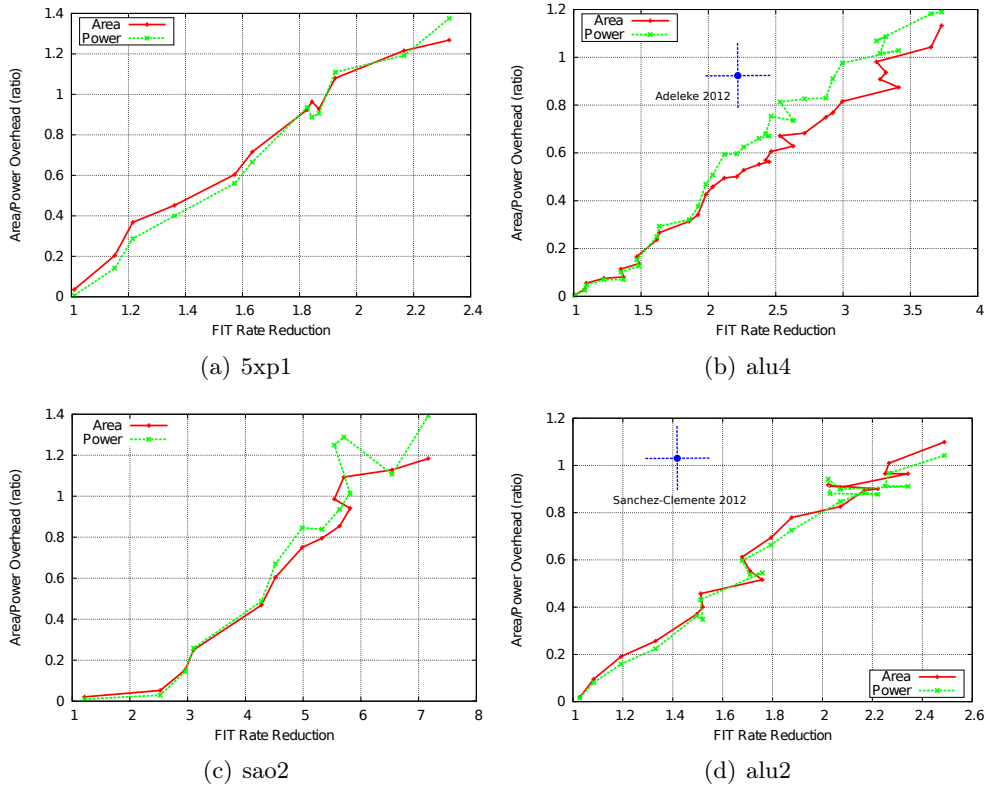 Area/Power Overhead (ratio)
1.4
1.2
1
0.8
0.6
0.4
0.2
0
Area
Power
1 1.2 1.4 1.6 1.8 2 2.2 2.4
FIT Rate Reduction
(a) 5xp1
Area/Power Overhead (ratio)
1.2
1
0.8
0.6
0.4
0.2
0
Area
Power
Adeleke 2012
1 1.5 2 2.5 3 3.5 4
FIT Rate Reduction
(b) alu4
Area/Power Overhead (ratio)
1.4
1.2
1
0.8
0.6
0.4
0.2
0
Area
Power
1 2 3 4 5 6 7 8
FIT Rate Reduction
(c) sao2
Area/Power Overhead (ratio)
1.2
1
0.8
0.6
0.4
0.2
0
Sanchez-Clemente 2012
Area
Power
1 1.2 1.4 1.6 1.8 2 2.2 2.4 2.6
FIT Rate Reduction
(d) alu2